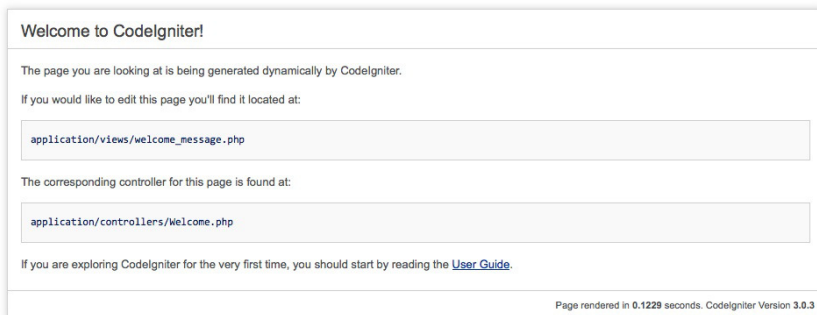 Welcome to CodeIgniter!
The page you are looking at is being generated dynamically by CodeIgniter.
If you would like to edit this page you'll find it located at:
application/views/welcome_message.php
The corresponding controller for this page is found at:
application/controllers/Welcome.php
If you are exploring CodeIgniter for the very first time, you should start by reading the User Guide.
Page rendered in 0.1229 seconds. CodeIgniter Version 3.0.3